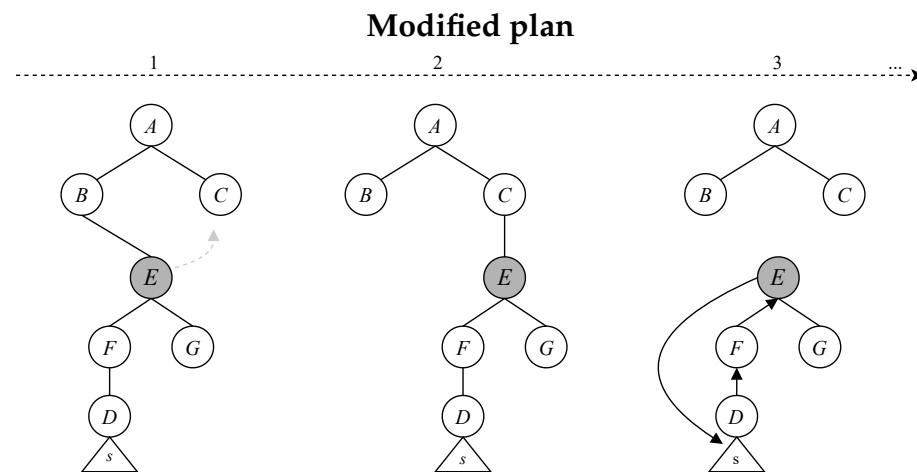 Modified plan
1 2 3 ...
A A A
B C B C B C
E E E
F G F G F G
D D D
s s s